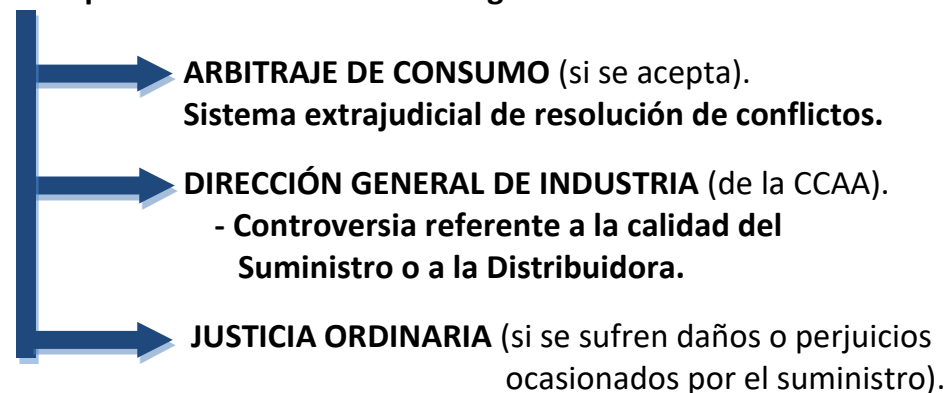 ARBITRAJE DE CONSUMO (si se acepta).
Sistema extrajudicial de resolución de conflictos.
DIRECCIÓN GENERAL DE INDUSTRIA (de la CCAA).
- Controversia referente a la calidad del
Suministro o a la Distribuidora.
JUSTICIA ORDINARIA (si se sufren daños o perjuicios
ocasionados por el suministro).